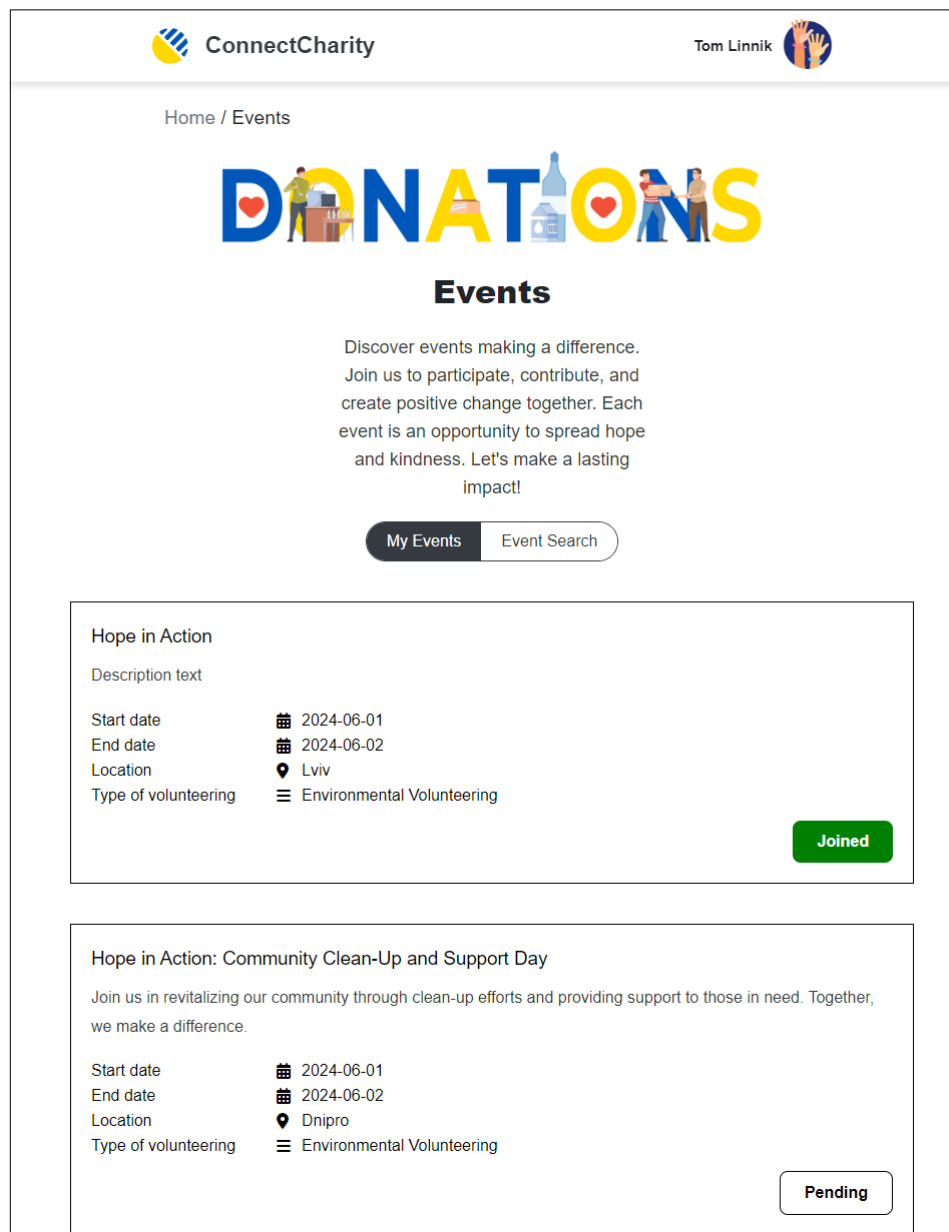 ConnectCharity
Tom Linnik
Home / Events
DONATIONS
Events
Discover events making a difference.
Join us to participate, contribute, and
create positive change together. Each
event is an opportunity to spread hope
and kindness. Let's make a lasting
impact!
My Events
Event Search
Hope in Action
Description text
Start date 2024-06-01
End date 2024-06-02
Location Lviv
Type of volunteering Environmental Volunteering
Joined
Hope in Action: Community Clean-Up and Support Day
Join us in revitalizing our community through clean-up efforts and providing support to those in need. Together,
we make a difference.
Start date 2024-06-01
End date 2024-06-02
Location Dnipro
Type of volunteering Environmental Volunteering
Pending